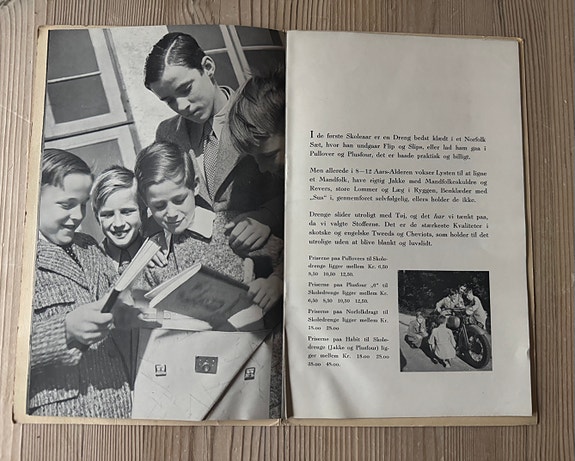 I de første Skoleaar er en Dreng bedst klædt i et Norfolk
Sæt, hvor han undgaar Flip og Slips, eller lad ham gaa i
Pullover og Plusfour, det er baade praktisk og billigt.
Men allerede i 8–12 Aars-Alderen vokser Lysten til at ligne
et Mandfolk, have rigtig Jakke med Mandfolkeskuldre og
Revers, store Lommer og Læg i Ryggen, Benklæder med
„Sus“ i, gennemført selvfølgelig, ellers holder de ikke.
Drenge slider utroligt med Tøj, og det har vi tænkt paa,
da vi valgte Stofferne. Det er de stærkeste Kvaliteter i
skotske og engelske Tweeds og Cheviots, som holder til det
utrolige uden at blive blankt og luvslidt.
Priserne paa Pullovers til Skole-
drenge ligger mellem Kr. 6,50
8,50 10,50 12,50.
Priserne paa Plusfour „0“ til
Skoledrenge ligger mellem Kr.
6,50 8,50 10,50 12,50.
Priserne paa Norfolkdragt til
Skoledrenge ligger mellem Kr.
18.00 28.00
Priserne paa Habit til Skole-
drenge (Jakke og Plusfour) lig-
ger mellem Kr. 18.00 28.00
38.00 48.00.